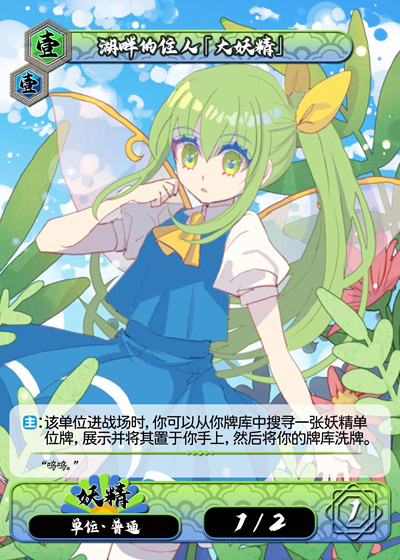 壹
湖畔的住人「大妖精」
壹
主:该单位进战场时,你可以从你牌库中搜寻一张妖精单
位牌,展示并将其置于你手上,然后将你的牌库洗牌。
“呜呜。”
妖精
单位·普通
1/2
1